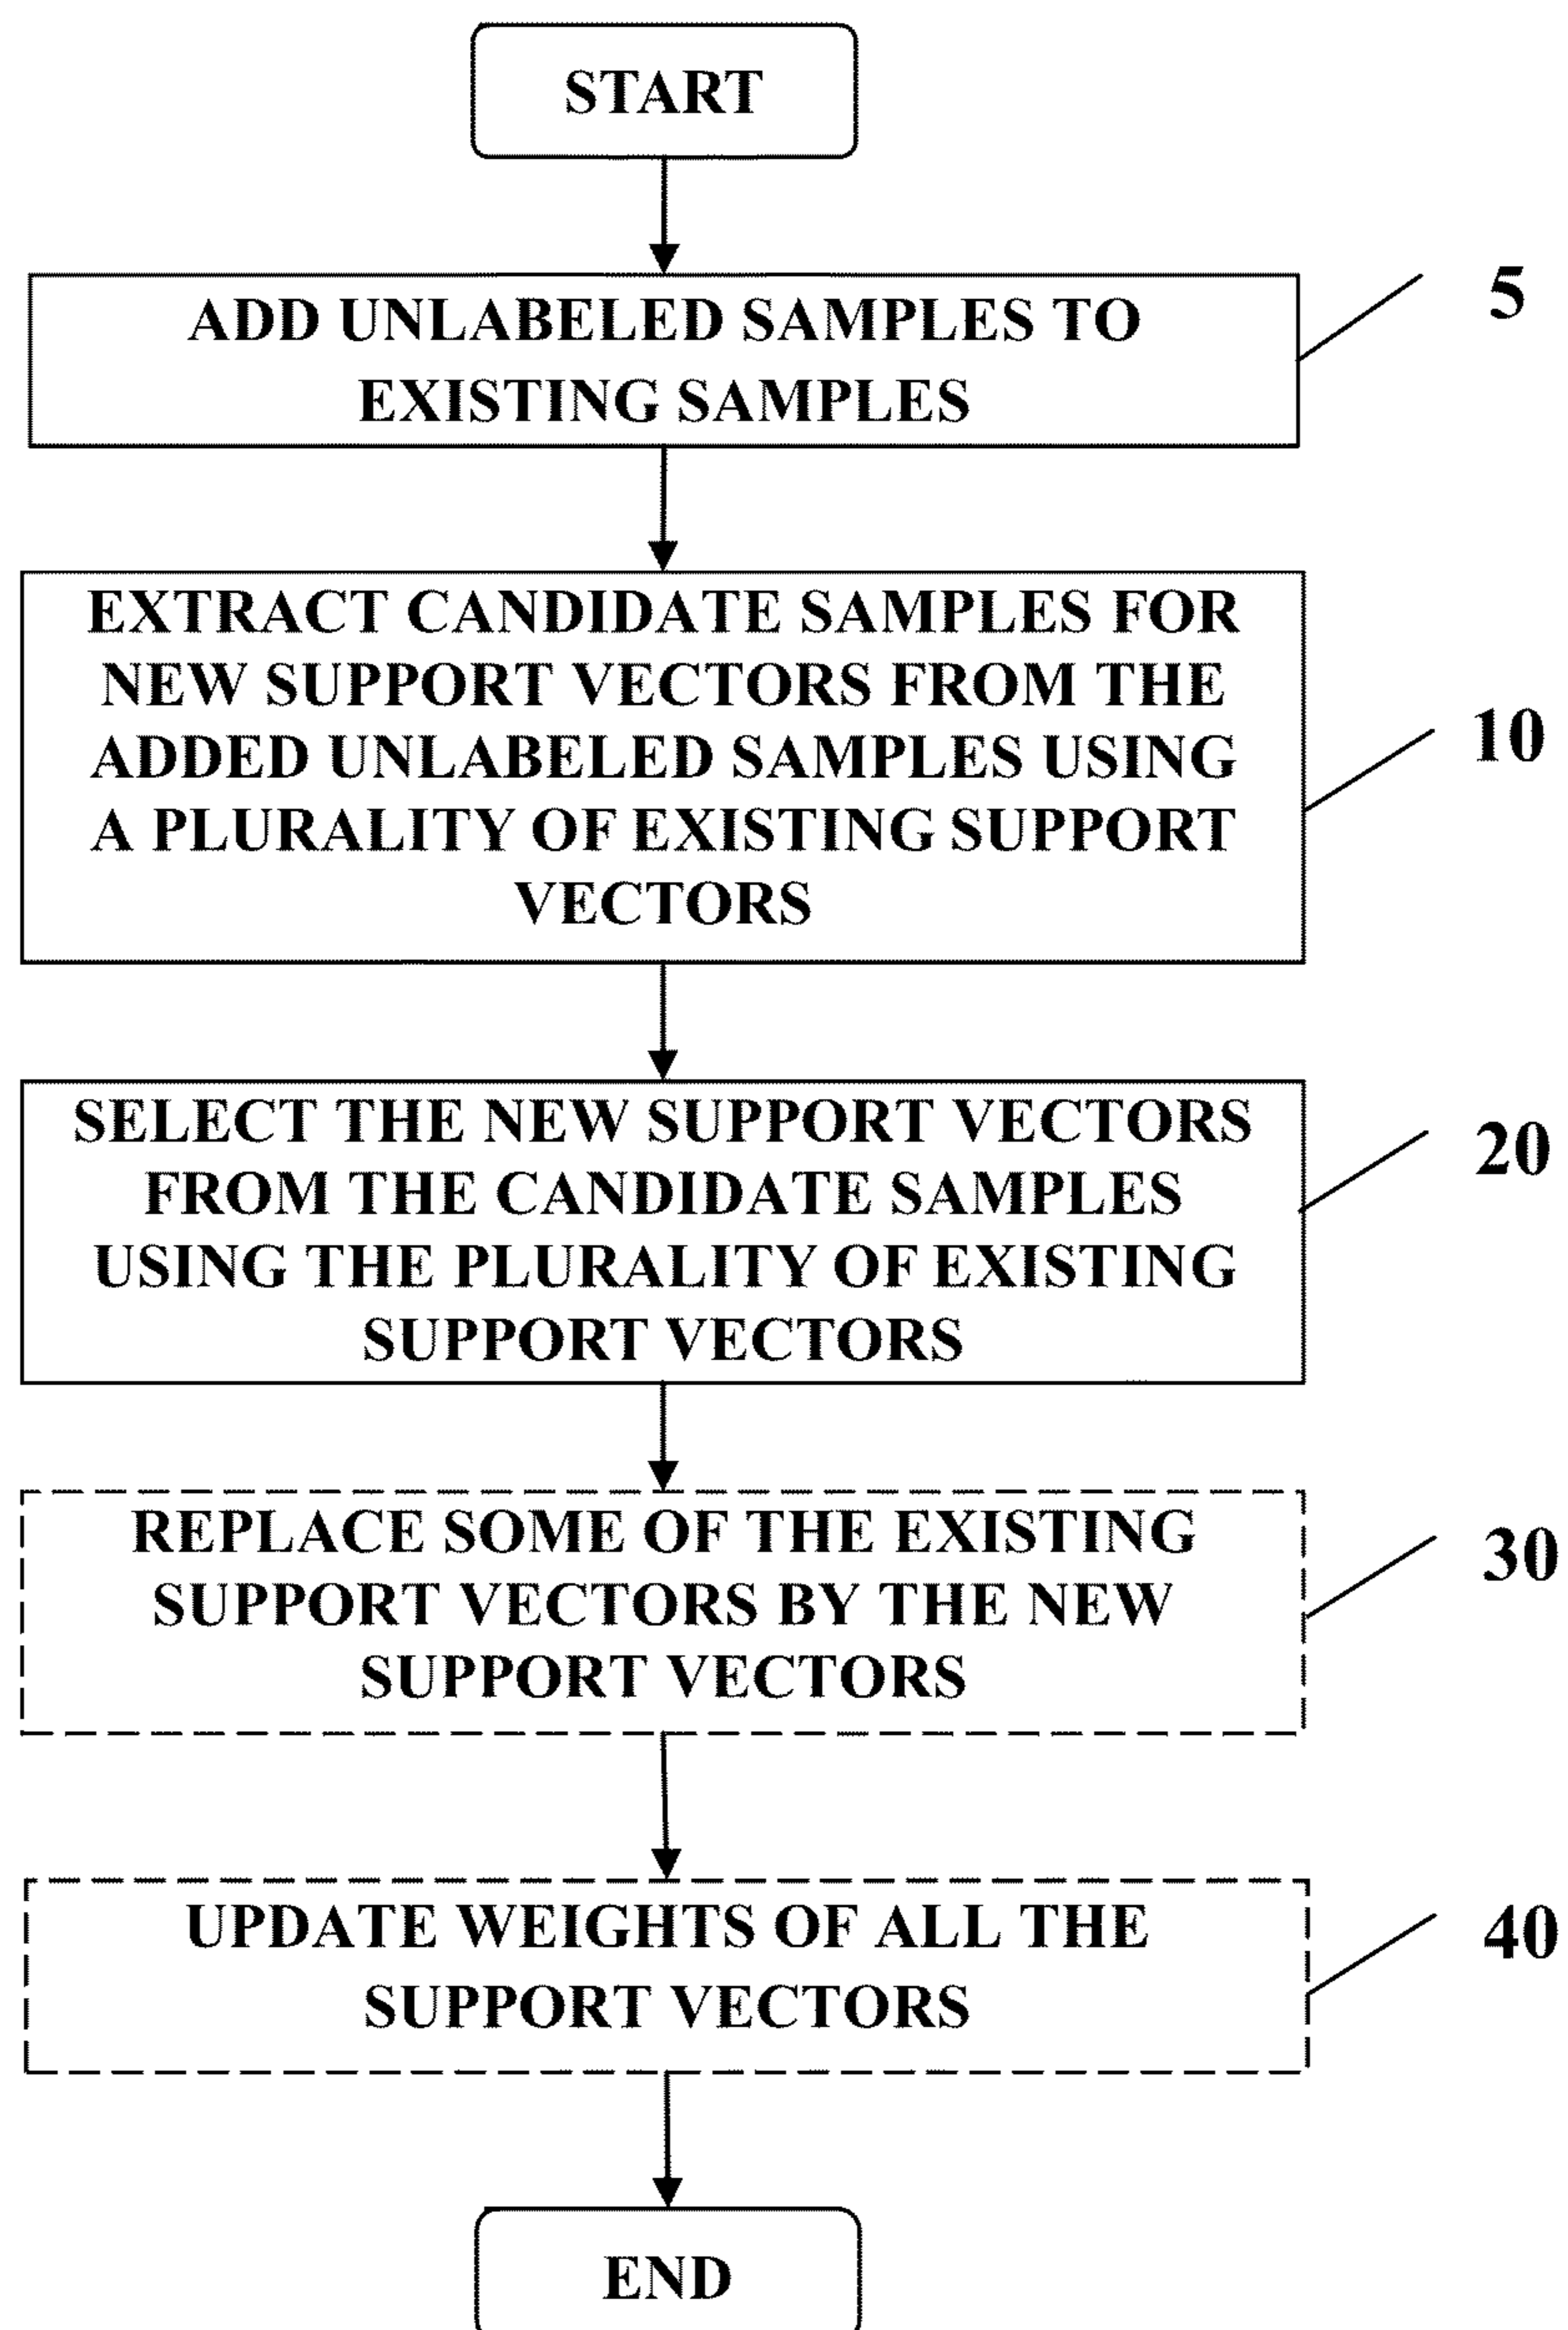 START
ADD UNLABELED SAMPLES TO
EXISTING SAMPLES
5
EXTRACT CANDIDATE SAMPLES FOR
NEW SUPPORT VECTORS FROM THE
ADDED UNLABELED SAMPLES USING
A PLURALITY OF EXISTING SUPPORT
VECTORS
10
SELECT THE NEW SUPPORT VECTORS
FROM THE CANDIDATE SAMPLES
USING THE PLURALITY OF EXISTING
SUPPORT VECTORS
20
REPLACE SOME OF THE EXISTING
SUPPORT VECTORS BY THE NEW
SUPPORT VECTORS
30
UPDATE WEIGHTS OF ALL THE
SUPPORT VECTORS
40
END